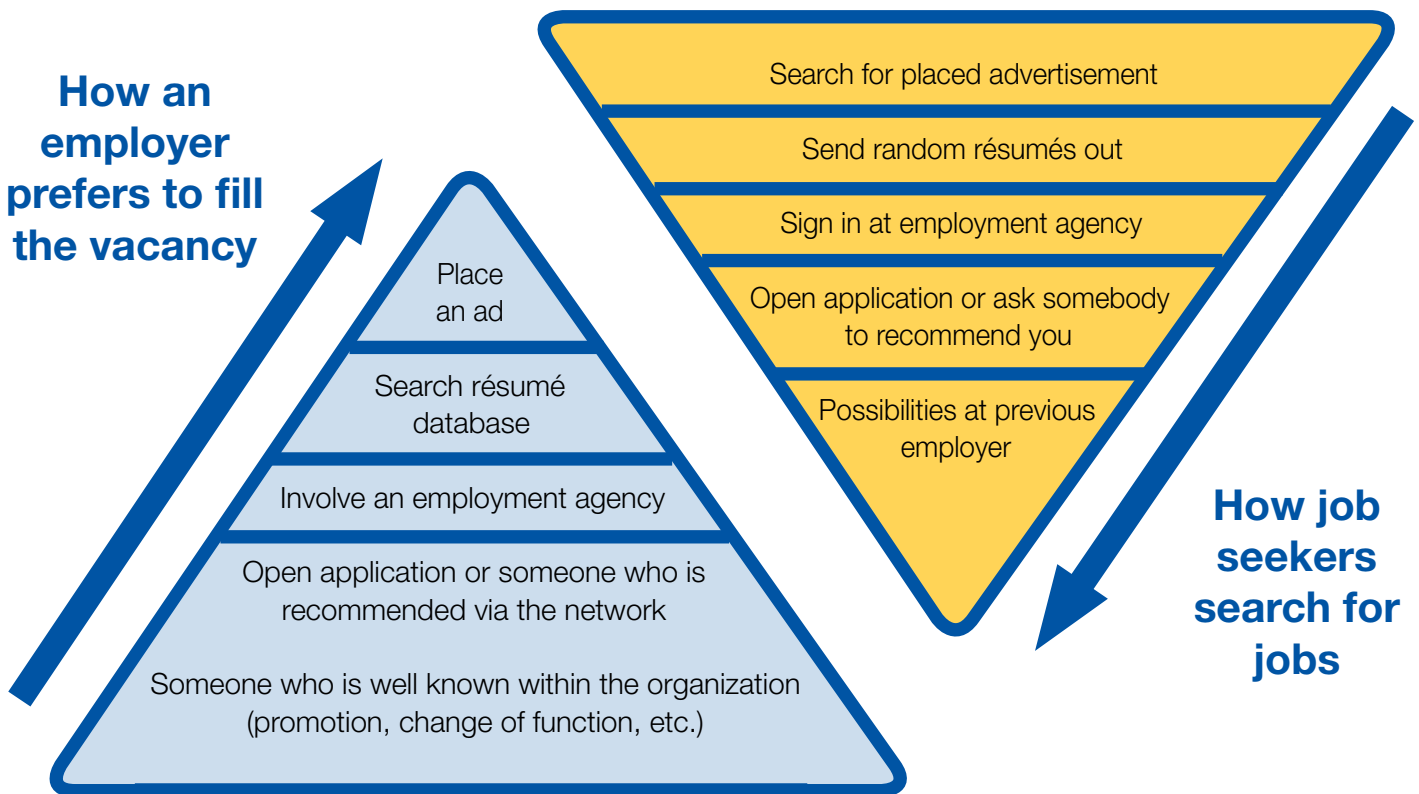 How an
employer
prefers to fill
the vacancy
Place
an ad
Search résumé
database
Involve an employment agency
Open application or someone who is
recommended via the network
Someone who is well known within the organization
(promotion, change of function, etc.)
Search for placed advertisement
Send random résumés out
Sign in at employment agency
Open application or ask somebody
to recommend you
Possibilities at previous
employer
How job
seekers
search for
jobs